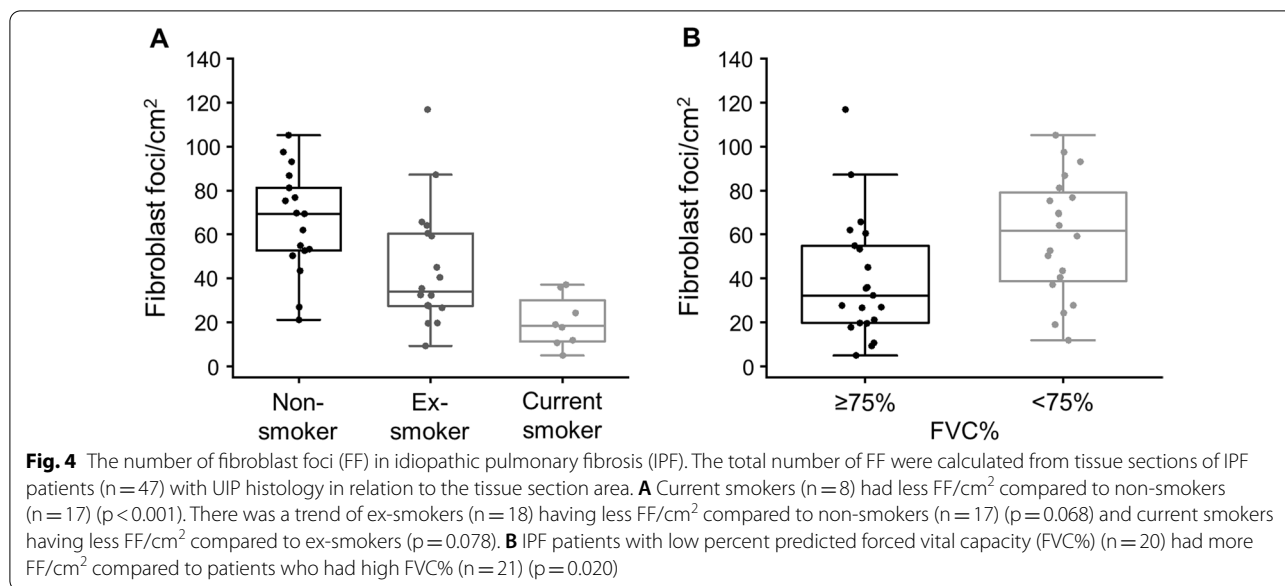 A
B
Fibroblast foci/cm²
140
120
100
80
60
40
20
0
Non-
smoker
Ex-
smoker
Current
smoker
Fibroblast foci/cm²
140
120
100
80
60
40
20
0
≥75%
<75%
FVC%
Fig. 4 The number of fibroblast foci (FF) in idiopathic pulmonary fibrosis (IPF). The total number of FF were calculated from tissue sections of IPF
patients (n = 47) with UIP histology in relation to the tissue section area. A Current smokers (n = 8) had less FF/cm² compared to non-smokers
(n = 17) (p < 0.001). There was a trend of ex-smokers (n = 18) having less FF/cm² compared to non-smokers (n = 17) (p = 0.068) and current smokers
having less FF/cm² compared to ex-smokers (p = 0.078). B IPF patients with low percent predicted forced vital capacity (FVC%) (n = 20) had more
FF/cm² compared to patients who had high FVC% (n = 21) (p = 0.020)